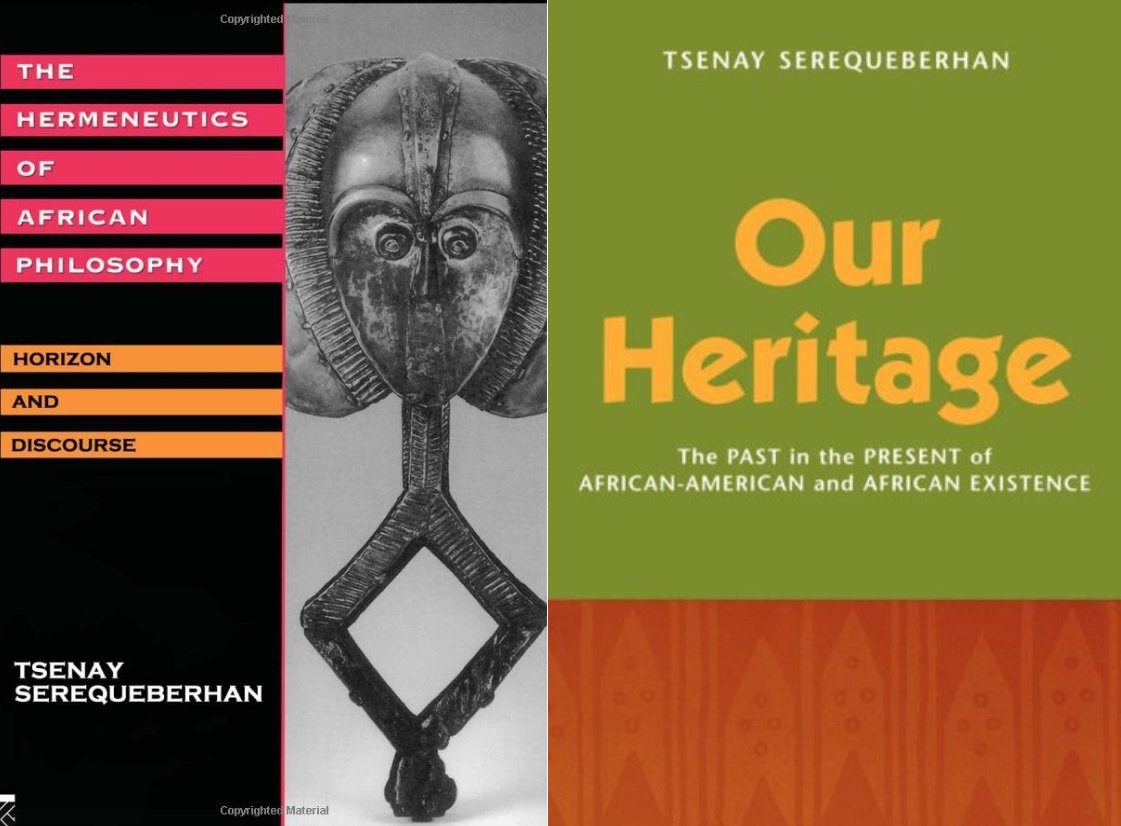 Copyrighted Material
THE
HERMENEUTICS
OF
AFRICAN
PHILOSOPHY
HORIZON
AND
DISCOURSE
TSENAY
SEREQUEBERHAN
Copyrighted Material
TSENAY SEREQUEBERHAN
Our
Heritage
The PAST in the PRESENT of
AFRICAN-AMERICAN and AFRICAN EXISTENCE